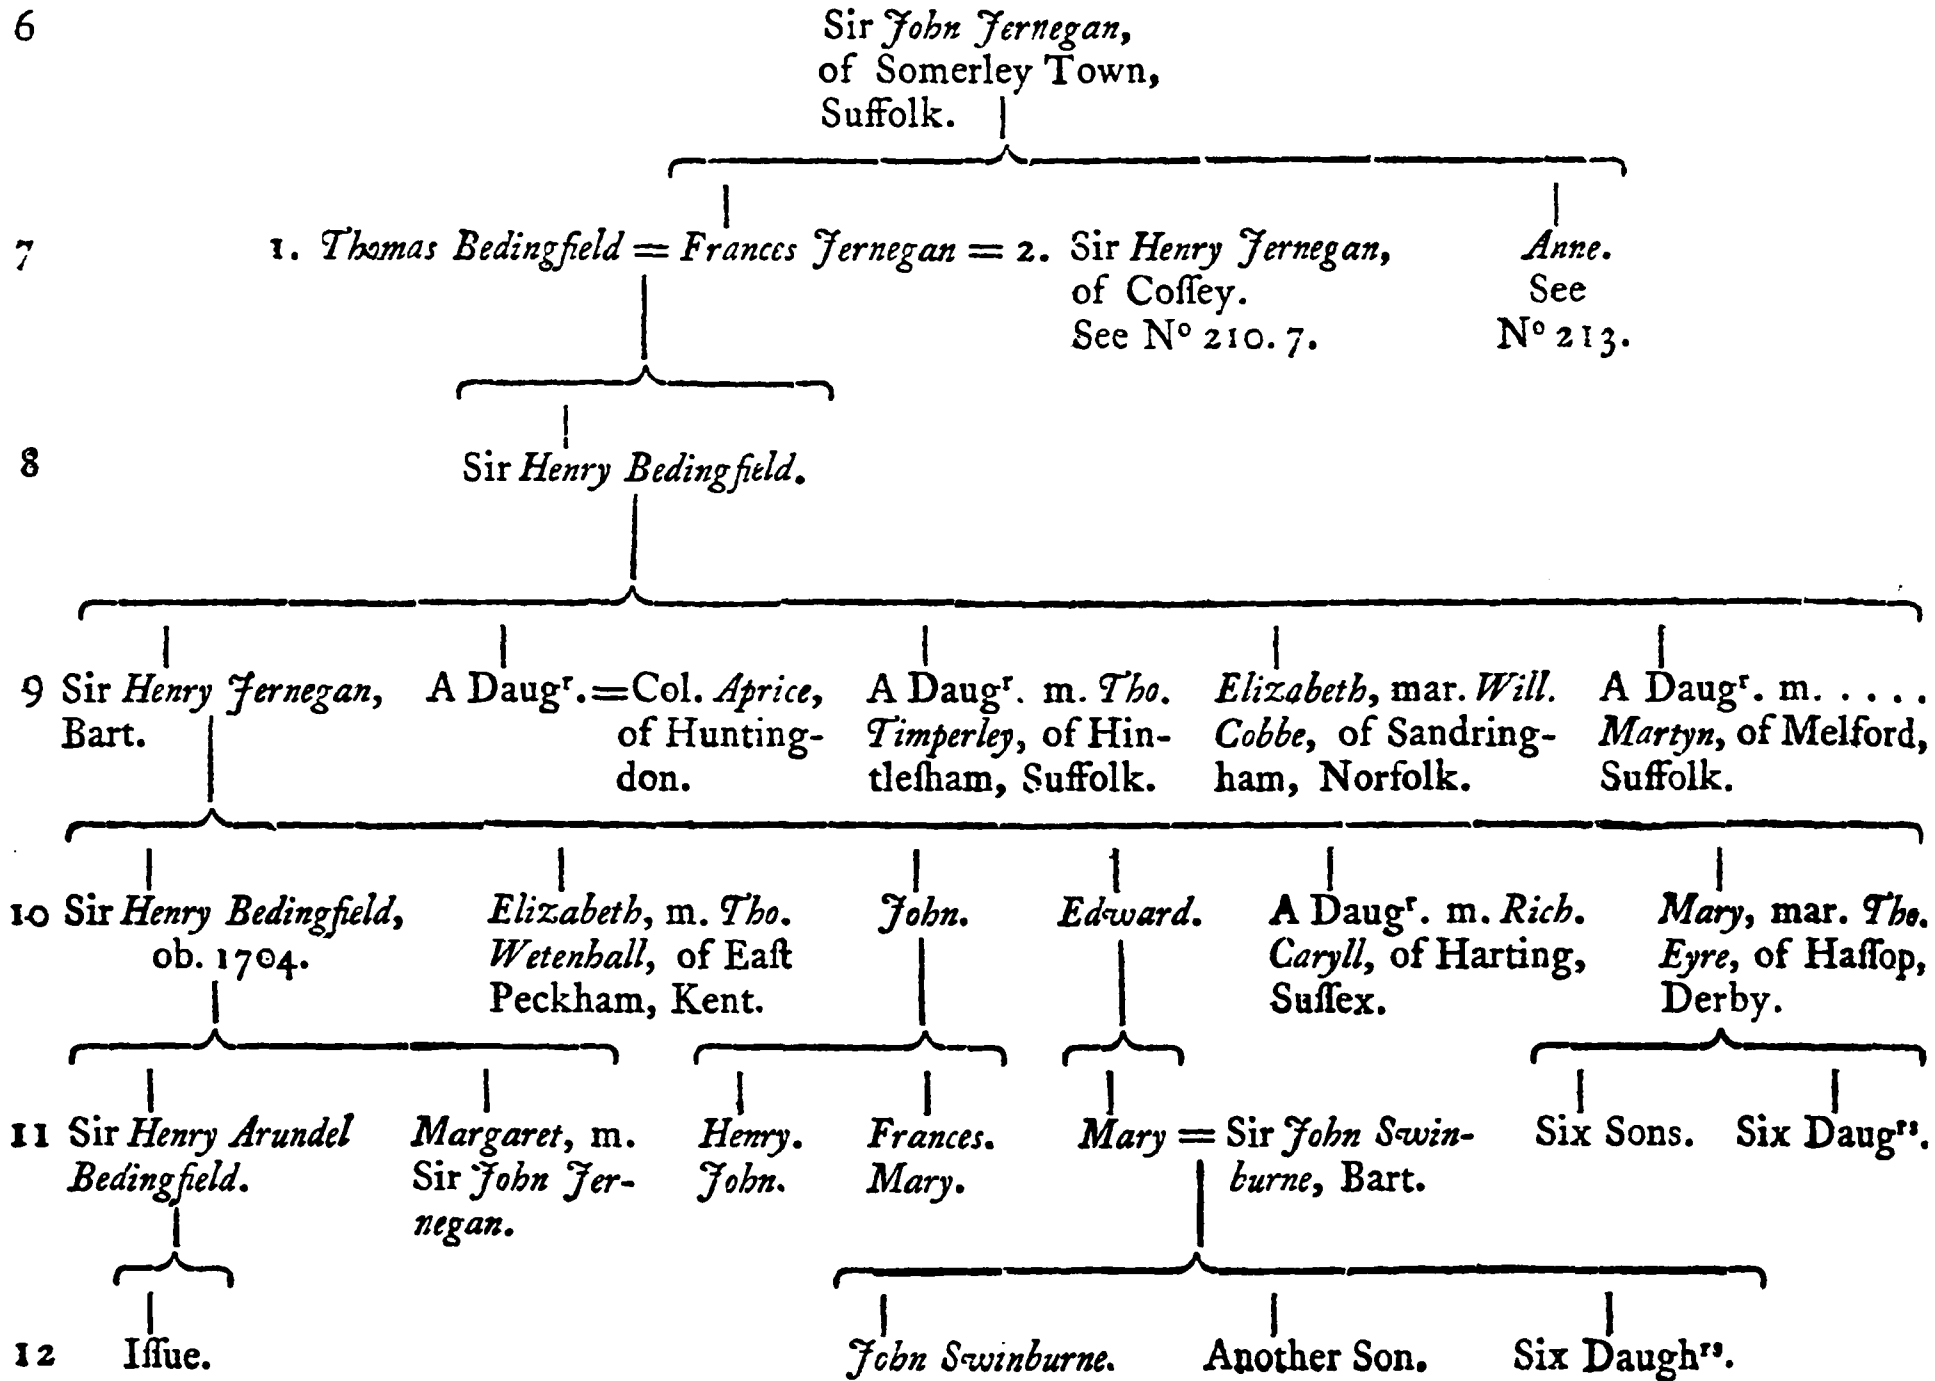 6
Sir John Jernegan,
of Somerley Town,
Suffolk.
7
1. Thomas Bedingfield = Frances Jernegan = 2. Sir Henry Jernegan,
of Coſſey.
See Nº 210. 7.
Anne.
See
Nº 213.
8
Sir Henry Bedingfield.
9
Sir Henry Jernegan,
Bart.
A Daugʳ. = Col. Aprice,
of Hunting-
don.
A Daugʳ. m. Tho.
Timperley, of Hin-
tleſham, Suffolk.
Elizabeth, mar. Will.
Cobbe, of Sandring-
ham, Norfolk.
A Daugʳ. m. . . . .
Martyn, of Melford,
Suffolk.
10
Sir Henry Bedingfield,
ob. 1704.
Elizabeth, m. Tho.
Wetenhall, of Eaſt
Peckham, Kent.
John.
Edward.
A Daugʳ. m. Rich.
Caryll, of Harting,
Suſſex.
Mary, mar. Tho.
Eyre, of Haſſop,
Derby.
11
Sir Henry Arundel
Bedingfield.
Margaret, m.
Sir John Jer-
negan.
Henry.
John.
Frances.
Mary.
Mary = Sir John Swin-
burne, Bart.
Six Sons.
Six Daugʳˢ.
12
Iſſue.
John Swinburne.
Another Son.
Six Daughʳˢ.